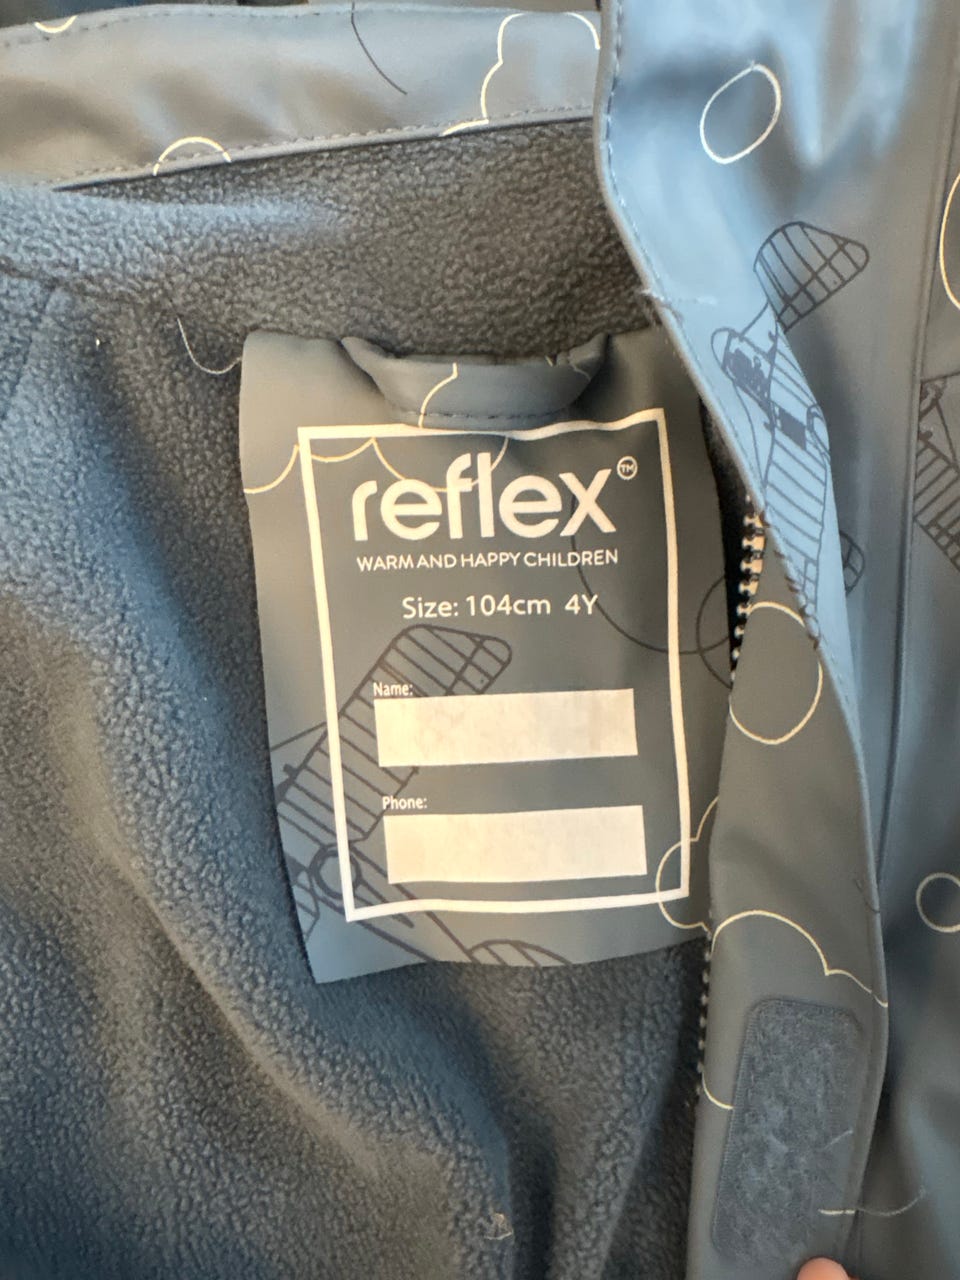 reflex™
WARM AND HAPPY CHILDREN
Size: 104cm 4Y
Name:
Phone: